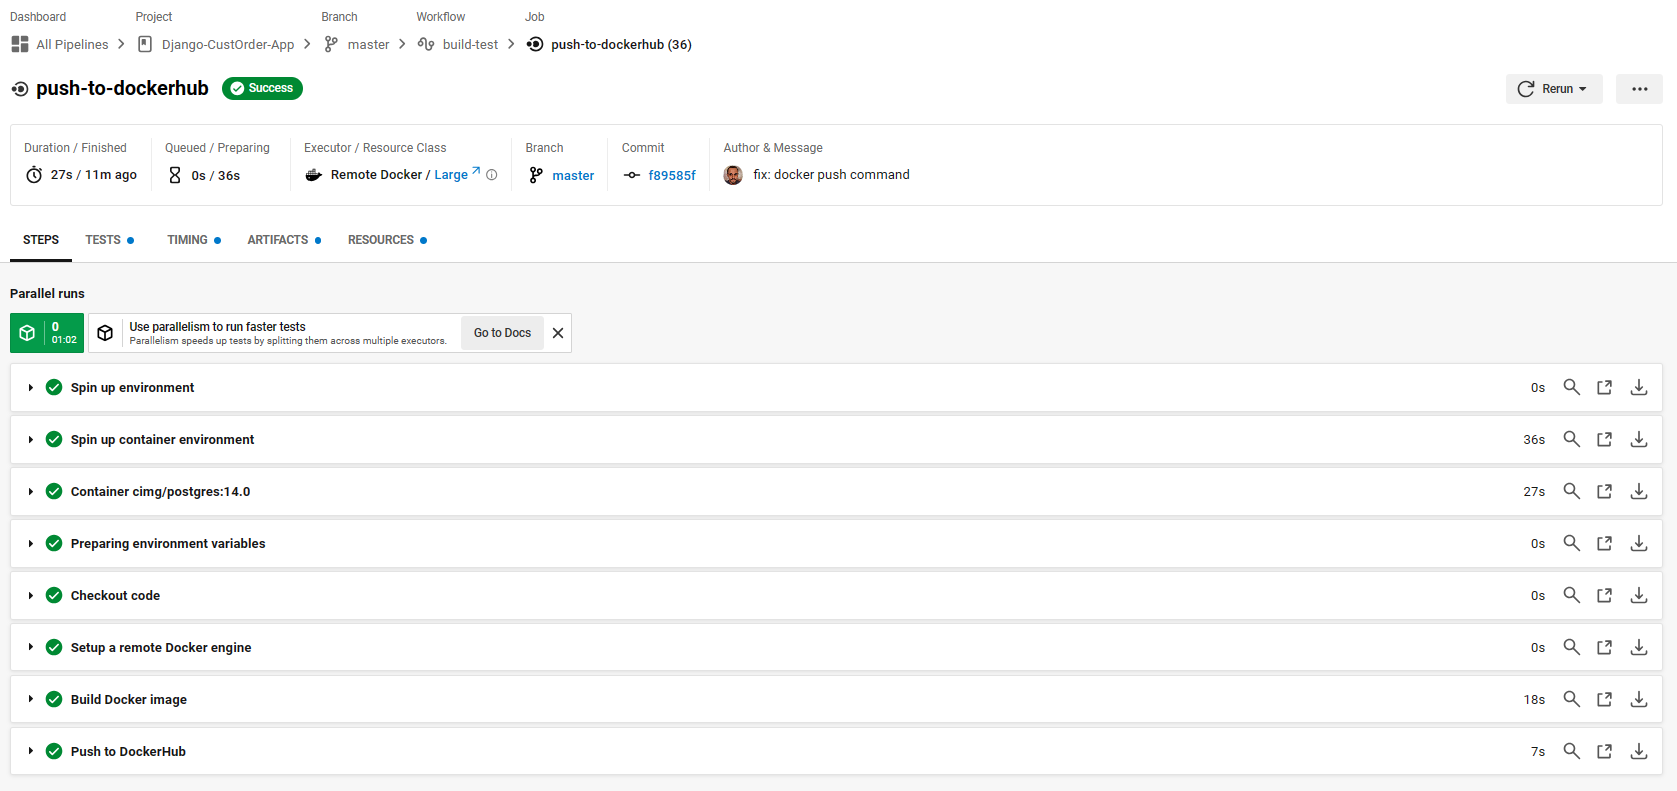 Dashboard Project Branch Workflow Job
All Pipelines Django-CustOrder-App master build-test push-to-dockerhub (36)
push-to-dockerhub Success Rerun
Duration / Finished Queued / Preparing Executor / Resource Class Branch Commit Author & Message
27s / 11m ago 0s / 36s Remote Docker / Large master f89585f fix: docker push command
STEPS TESTS TIMING ARTIFACTS RESOURCES
Parallel runs
0
01:02
Use parallelism to run faster tests
Parallelism speeds up tests by splitting them across multiple executors.
Go to Docs
Spin up environment 0s
Spin up container environment 36s
Container cimg/postgres:14.0 27s
Preparing environment variables 0s
Checkout code 0s
Setup a remote Docker engine 0s
Build Docker image 18s
Push to DockerHub 7s